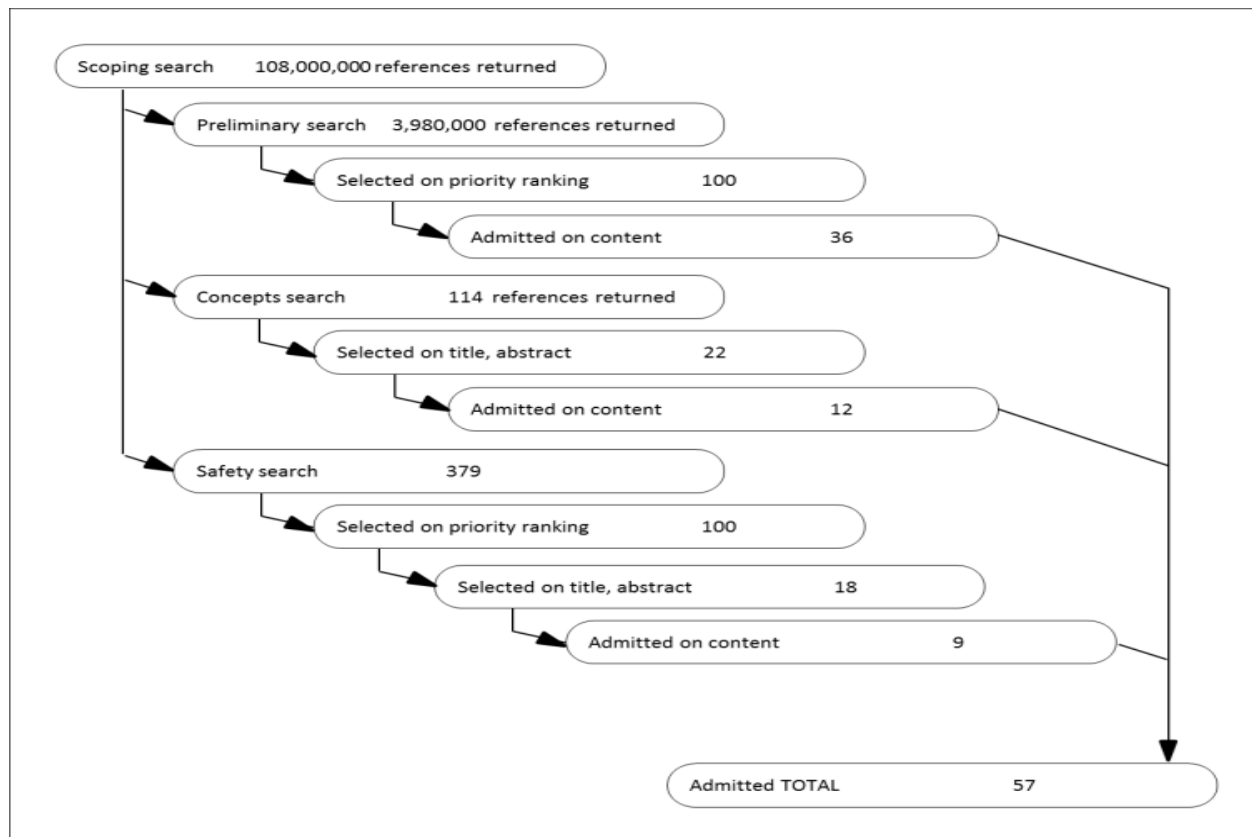 Scoping search 108,000,000 references returned
Preliminary search 3,980,000 references returned
Selected on priority ranking 100
Admitted on content 36
Concepts search 114 references returned
Selected on title, abstract 22
Admitted on content 12
Safety search 379
Selected on priority ranking 100
Selected on title, abstract 18
Admitted on content 9
Admitted TOTAL 57